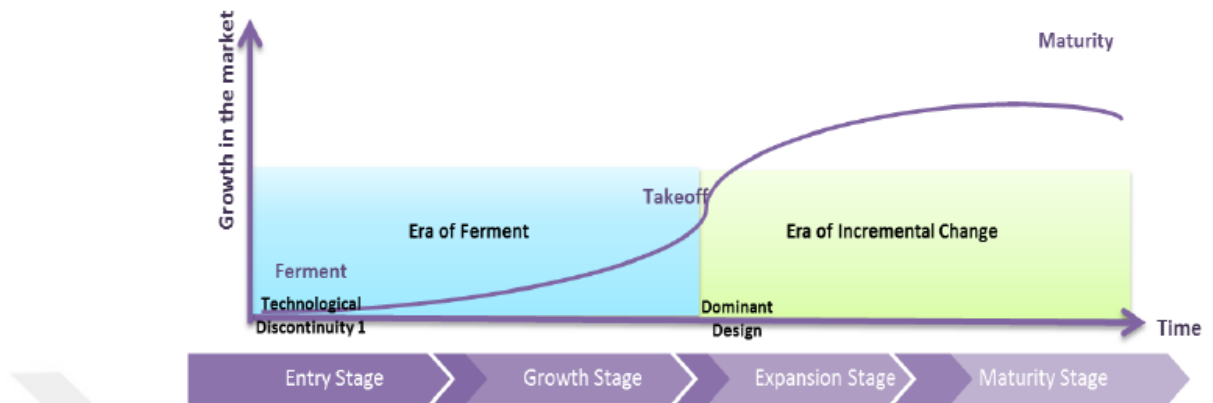 Growth in the market
Maturity
Takeoff
Era of Ferment
Era of Incremental Change
Ferment
Technological
Discontinuity 1
Dominant
Design
Time
Entry Stage
Growth Stage
Expansion Stage
Maturity Stage